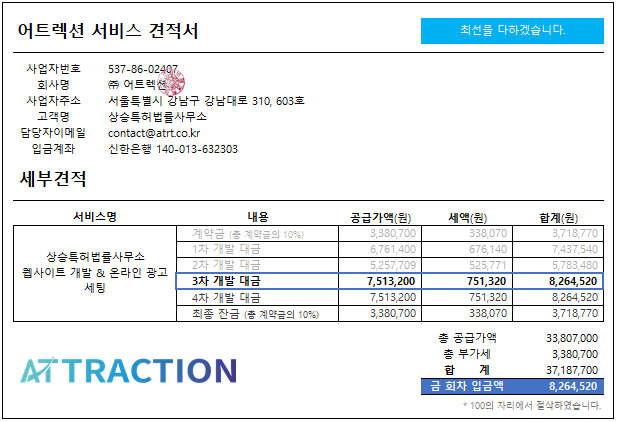 어트렉션 서비스 견적서
최선을 다하겠습니다.
사업자번호 537-86-02407
회사명 ㈜ 어트렉션
사업자주소 서울특별시 강남구 강남대로 310, 603호
고객명 상승특허법률사무소
담당자이메일 contact@atrt.co.kr
입금계좌 신한은행 140-013-632303
세부견적
서비스명 내용 공급가액(원) 세액(원) 합계(원)
상승특허법률사무소
웹사이트 개발 & 온라인 광고
세팅
계약금 (총 계약금의 10%) 3,380,700 338,070 3,718,770
1차 개발 대금 6,761,400 676,140 7,437,540
2차 개발 대금 5,257,709 525,771 5,783,480
3차 개발 대금 7,513,200 751,320 8,264,520
4차 개발 대금 7,513,200 751,320 8,264,520
최종 잔금 (총 계약금의 10%) 3,380,700 338,070 3,718,770
총 공급가액 33,807,000
총 부가세 3,380,700
합 계 37,187,700
금 회차 입금액 8,264,520
* 100의 자리에서 절삭하였습니다.
ATTRACTION